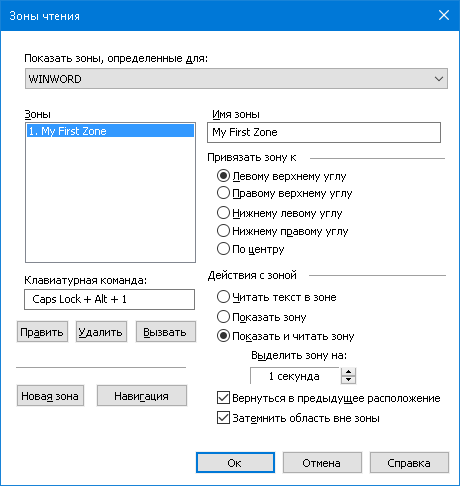 Зоны чтения
Показать зоны, определенные для:
WINWORD
Зоны
1. My First Zone
Клавиатурная команда:
Caps Lock + Alt + 1
Править Удалить Вызвать
Новая зона Навигация
Имя зоны
My First Zone
Привязать зону к
Левому верхнему углу
Правому верхнему углу
Нижнему левому углу
Нижнему правому углу
По центру
Действия с зоной
Читать текст в зоне
Показать зону
Показать и читать зону
Выделить зону на:
1 секунда
Вернуться в предыдущее расположение
Затемнить область вне зоны
Ок Отмена Справка